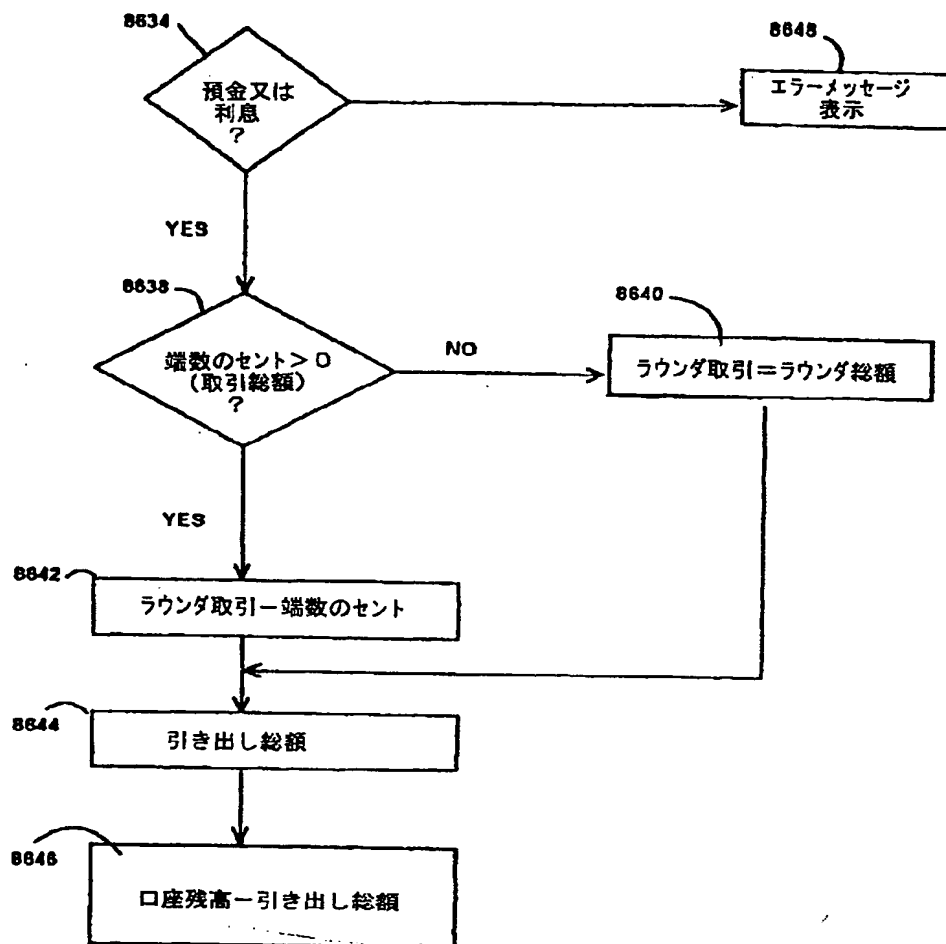 8634
預金又は
利息
?
8648
エラーメッセージ
表示
YES
8638
端数のセント>0
(取引総額)
?
NO
8640
ラウンダ取引=ラウンダ総額
YES
8642
ラウンダ取引-端数のセント
8644
引き出し総額
8646
口座残高-引き出し総額